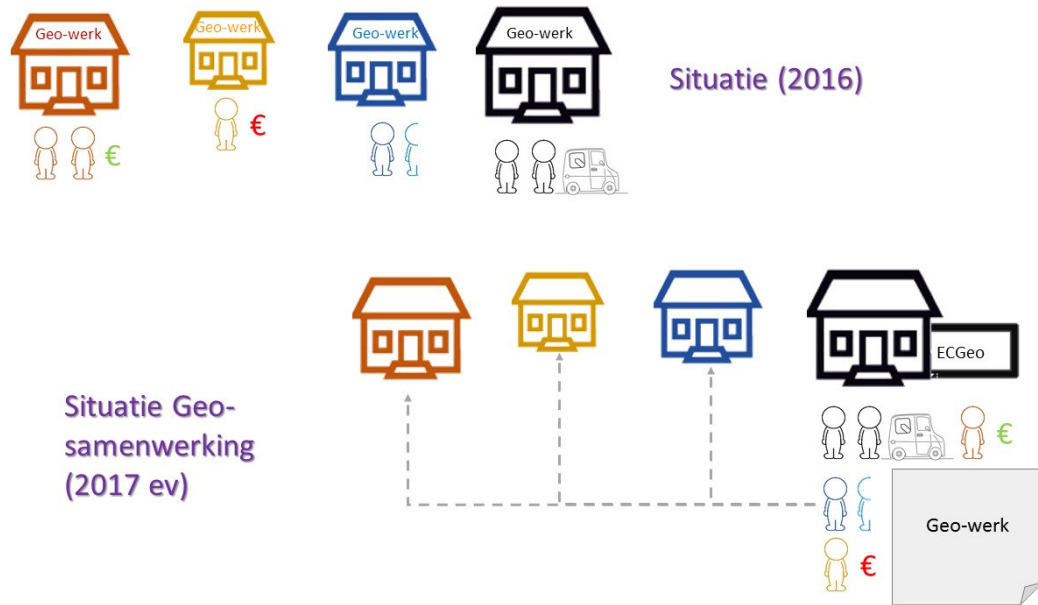 Geo-werk
Geo-werk
Geo-werk
Geo-werk
Situatie (2016)
€
€
ECGeo
Situatie Geo-
samenwerking
(2017 ev)
€
Geo-werk
€